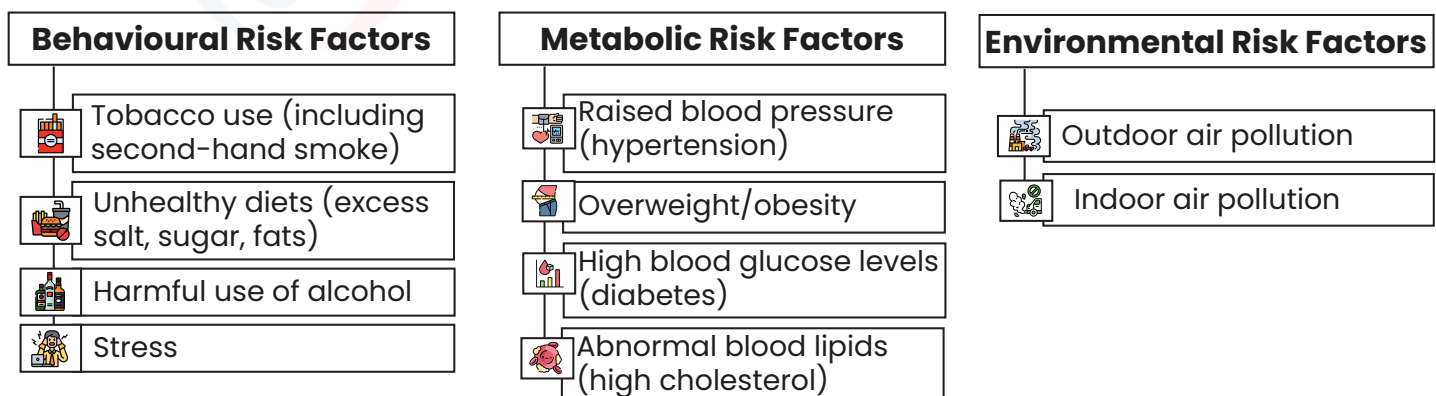 Behavioural Risk Factors
Tobacco use (including
second-hand smoke)
Unhealthy diets (excess
salt, sugar, fats)
Harmful use of alcohol
Stress
Metabolic Risk Factors
Raised blood pressure
(hypertension)
Overweight/obesity
High blood glucose levels
(diabetes)
Abnormal blood lipids
(high cholesterol)
Environmental Risk Factors
Outdoor air pollution
Indoor air pollution